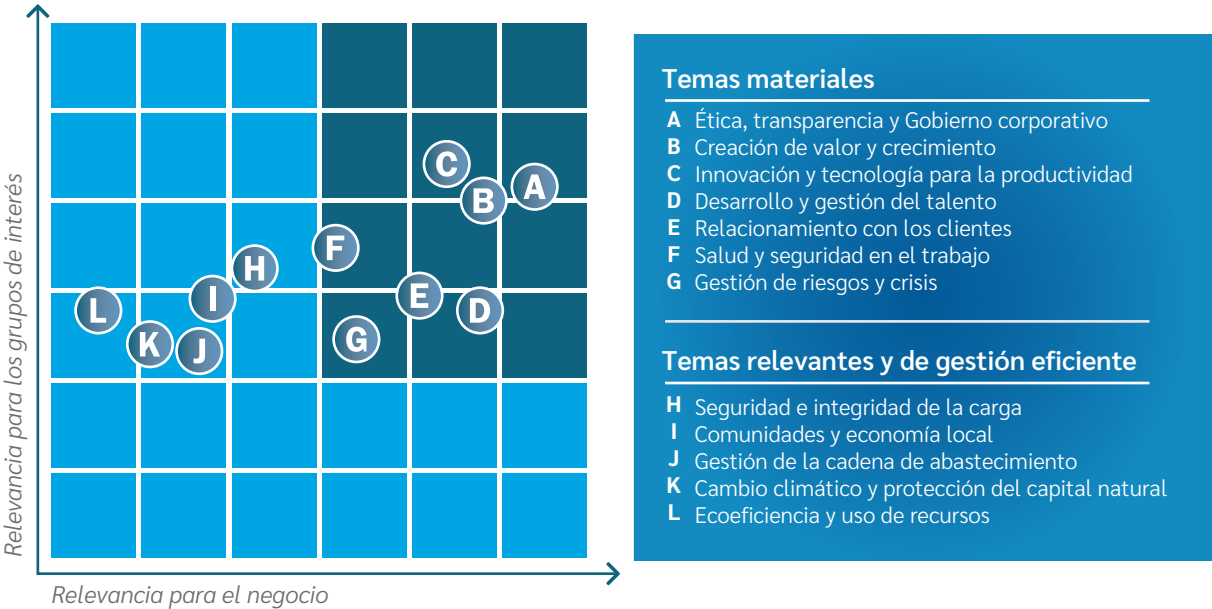 Relevancia para los grupos de interés
C
A
B
F
H
I
E
L
D
G
K
J
Relevancia para el negocio
Temas materiales
A Ética, transparencia y Gobierno corporativo
B Creación de valor y crecimiento
C Innovación y tecnología para la productividad
D Desarrollo y gestión del talento
E Relacionamiento con los clientes
F Salud y seguridad en el trabajo
G Gestión de riesgos y crisis
Temas relevantes y de gestión eficiente
H Seguridad e integridad de la carga
I Comunidades y economía local
J Gestión de la cadena de abastecimiento
K Cambio climático y protección del capital natural
L Ecoeficiencia y uso de recursos